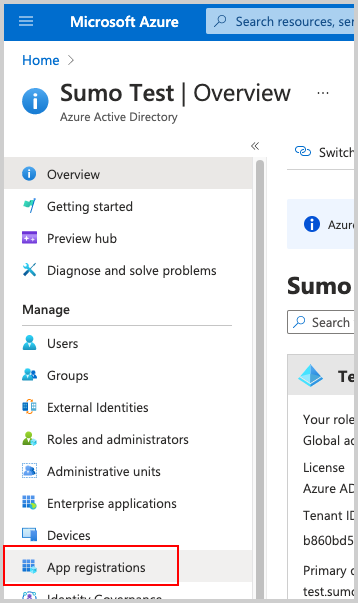 Microsoft Azure
Search resources, ser
Home
Sumo Test | Overview
...
Azure Active Directory
«
Overview
Getting started
Preview hub
Diagnose and solve problems
Manage
Users
Groups
External Identities
Roles and administrators
Administrative units
Enterprise applications
Devices
App registrations
Identity Governance
Switch
Azure
Sumo
Search
Te
Your role
Global ad
License
Azure AD
Tenant ID
b860bd5
Primary d
test.sumo